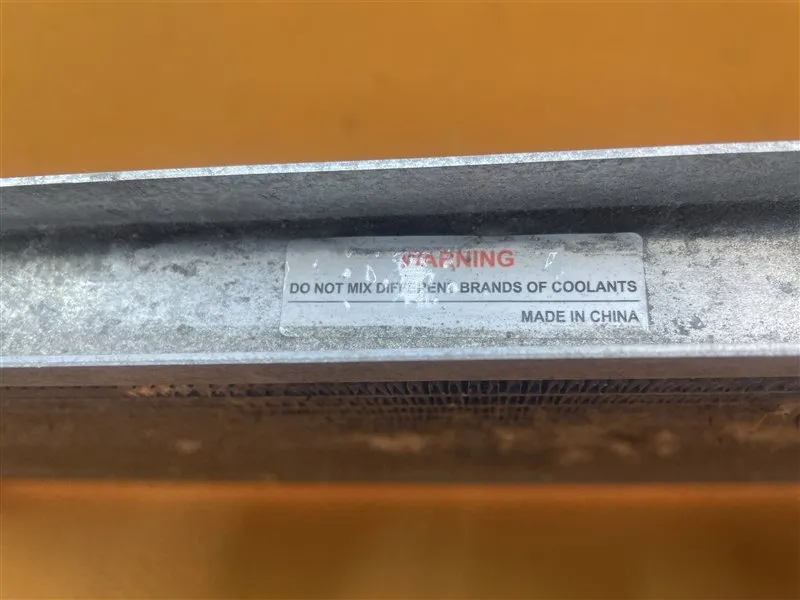 WARNING
DO NOT MIX DIFFERENT BRANDS OF COOLANTS
MADE IN CHINA